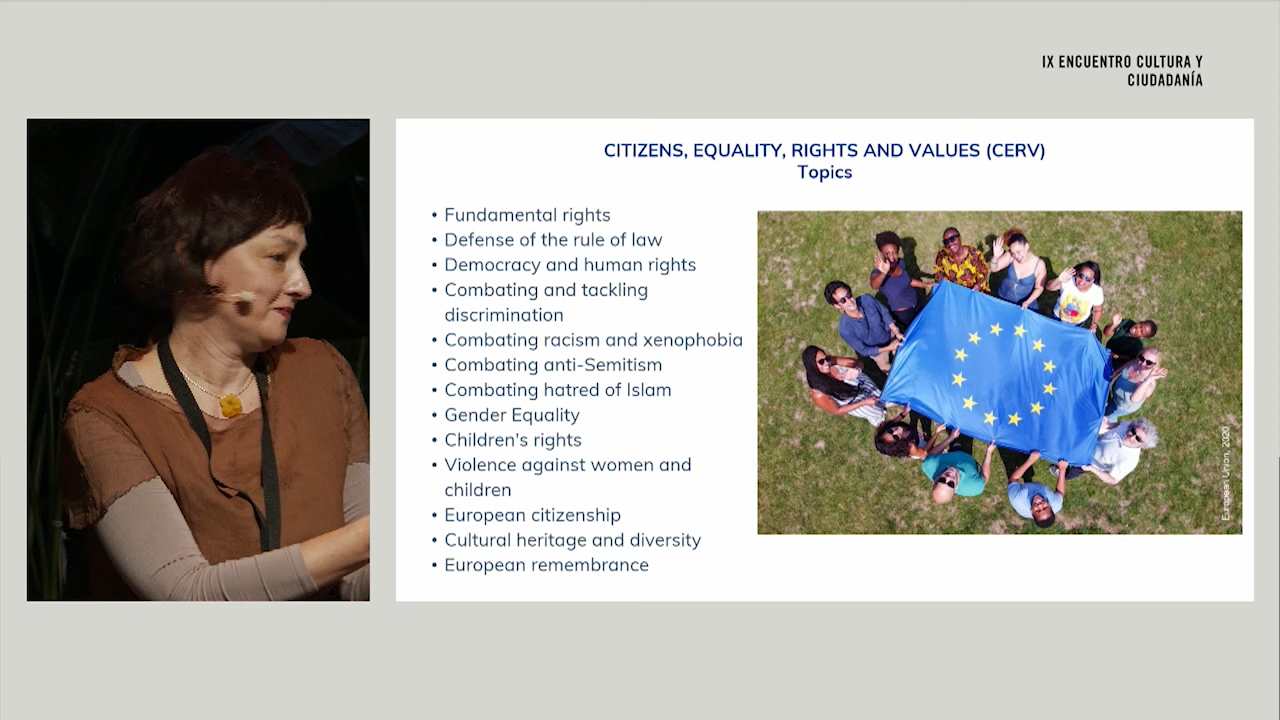 IX ENCUENTRO CULTURA Y
CIUDADANÍA
CITIZENS, EQUALITY, RIGHTS AND VALUES (CERV)
Topics
• Fundamental rights
• Defense of the rule of law
• Democracy and human rights
• Combating and tackling
discrimination
• Combating racism and xenophobia
• Combating anti-Semitism
• Combating hatred of Islam
• Gender Equality
• Children's rights
• Violence against women and
children
• European citizenship
• Cultural heritage and diversity
• European remembrance
European Union, 2020